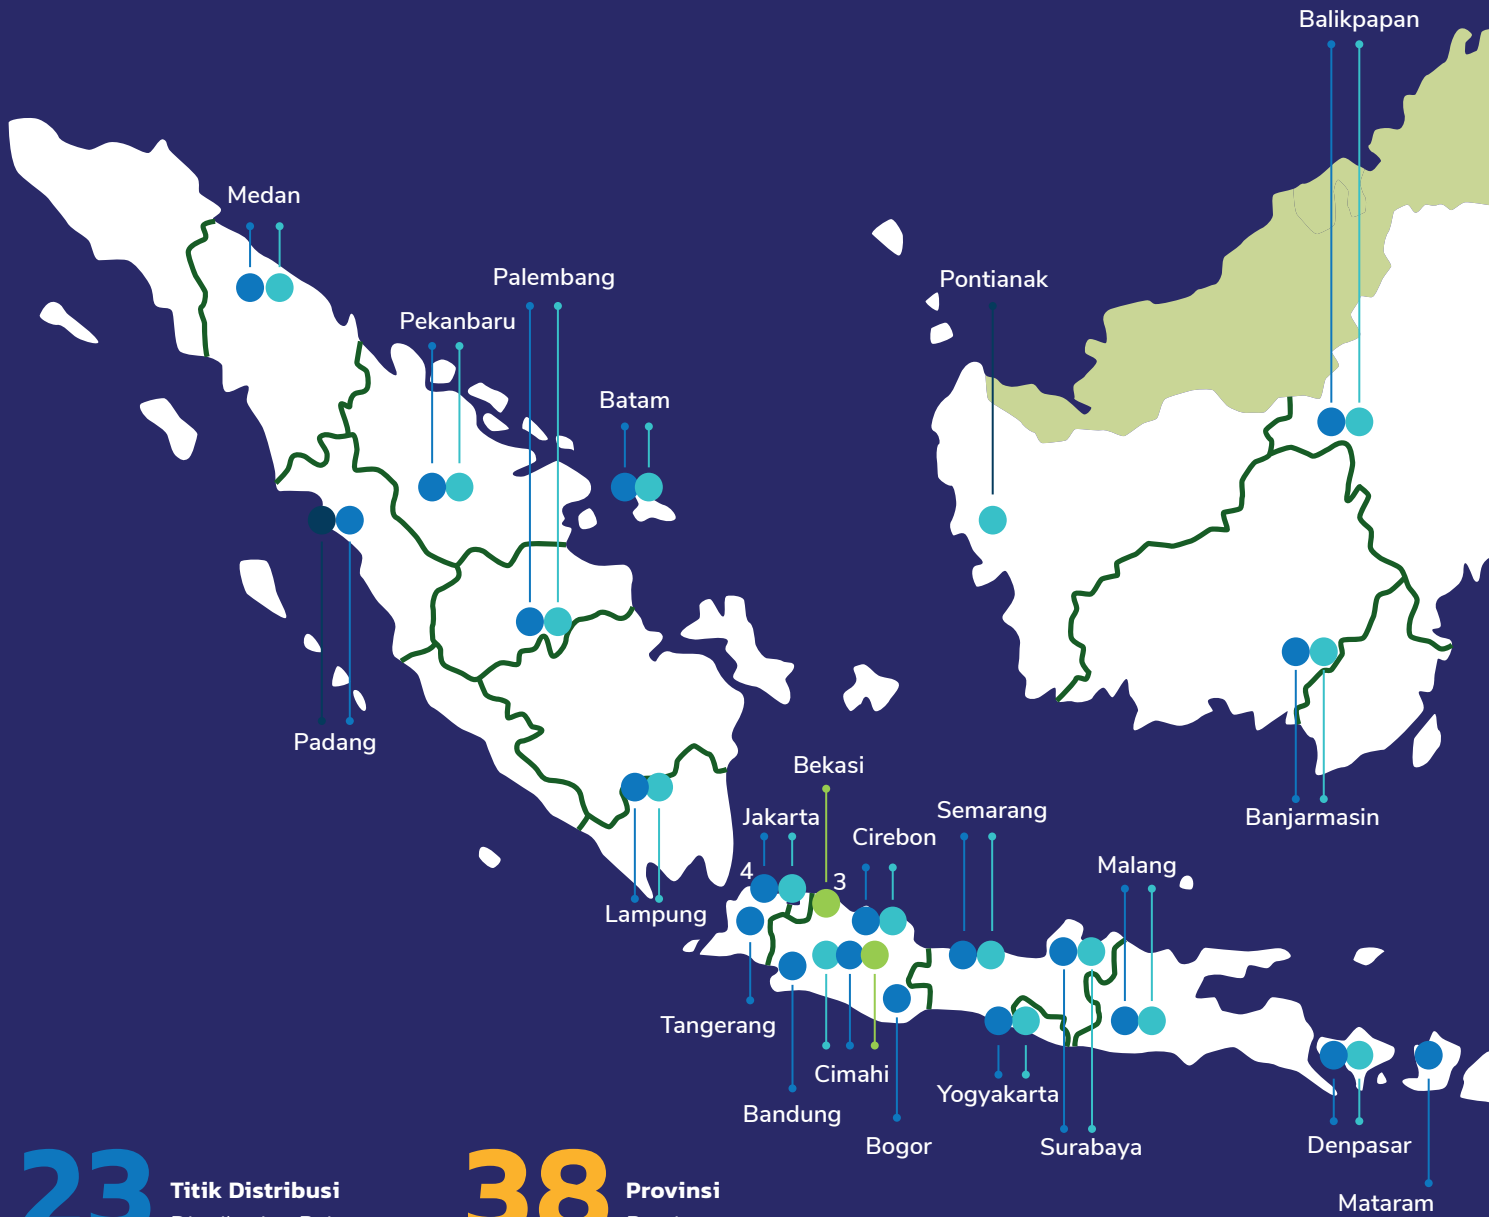 Balikpapan
Medan
Palembang
Pontianak
Pekanbaru
Batam
Padang
Bekasi
Jakarta
Semarang
Banjarmasin
Cirebon
Malang
4
3
Lampung
Tangerang
Cimahi
Yogyakarta
Bandung
Bogor
Surabaya
Denpasar
Mataram
23 Titik Distribusi
38 Provinsi